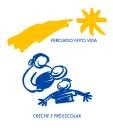 PERCURSO FEITO VIDA
CRECHE E PRÉ-ESCOLAR